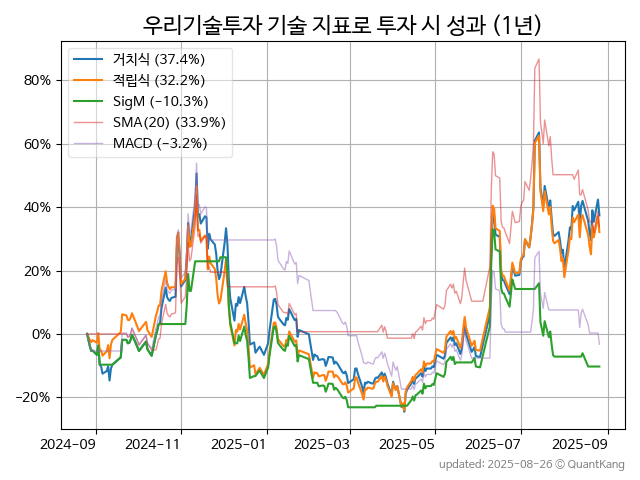 우리기술투자 기술 지표로 투자 시 성과 (1년)
거치식 (37.4%)
적립식 (32.2%)
SigM (−10.3%)
SMA(20) (33.9%)
MACD (−3.2%)
80%
60%
40%
20%
0%
−20%
2024−09 2024−11 2025−01 2025−03 2025−05 2025−07 2025−09
updated: 2025−08−26 © QuantKang